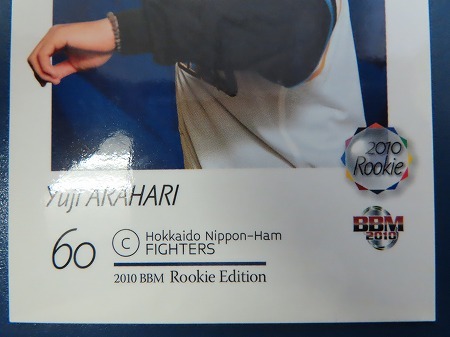 2010
Rookie
Yuji ARAHARI
BBM
2010
60
C
Hokkaido Nippon-Ham
FIGHTERS
2010 BBM Rookie Edition